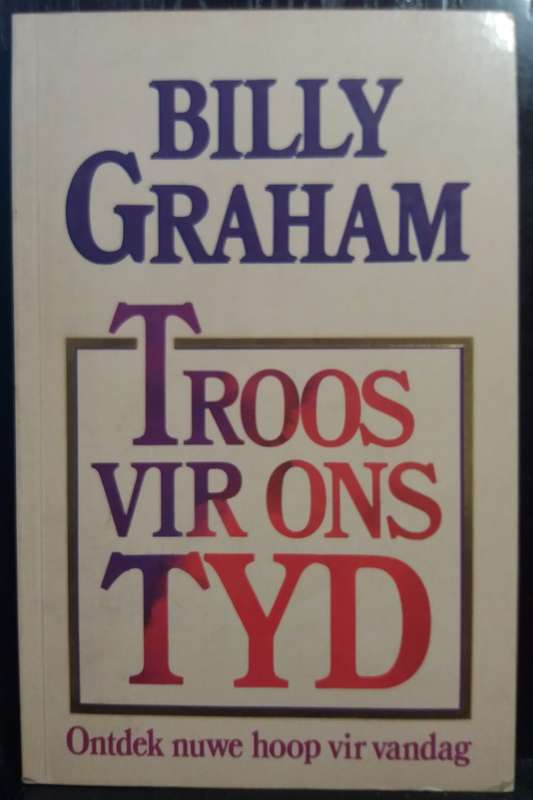 BILLY
GRAHAM
TROOS
VIR ONS
TYD
Ontdek nuwe hoop vir vandag